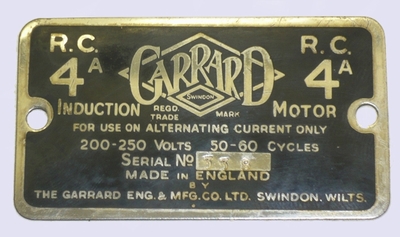 R.C. GARRARD R.C.
4A SWINDON 4A
INDUCTION REGD. TRADE MARK MOTOR
FOR USE ON ALTERNATING CURRENT ONLY
200-250 VOLTS 50-60 CYCLES
SERIAL No
MADE IN ENGLAND
BY
THE GARRARD ENG. & MFG. CO. LTD. SWINDON. WILTS.